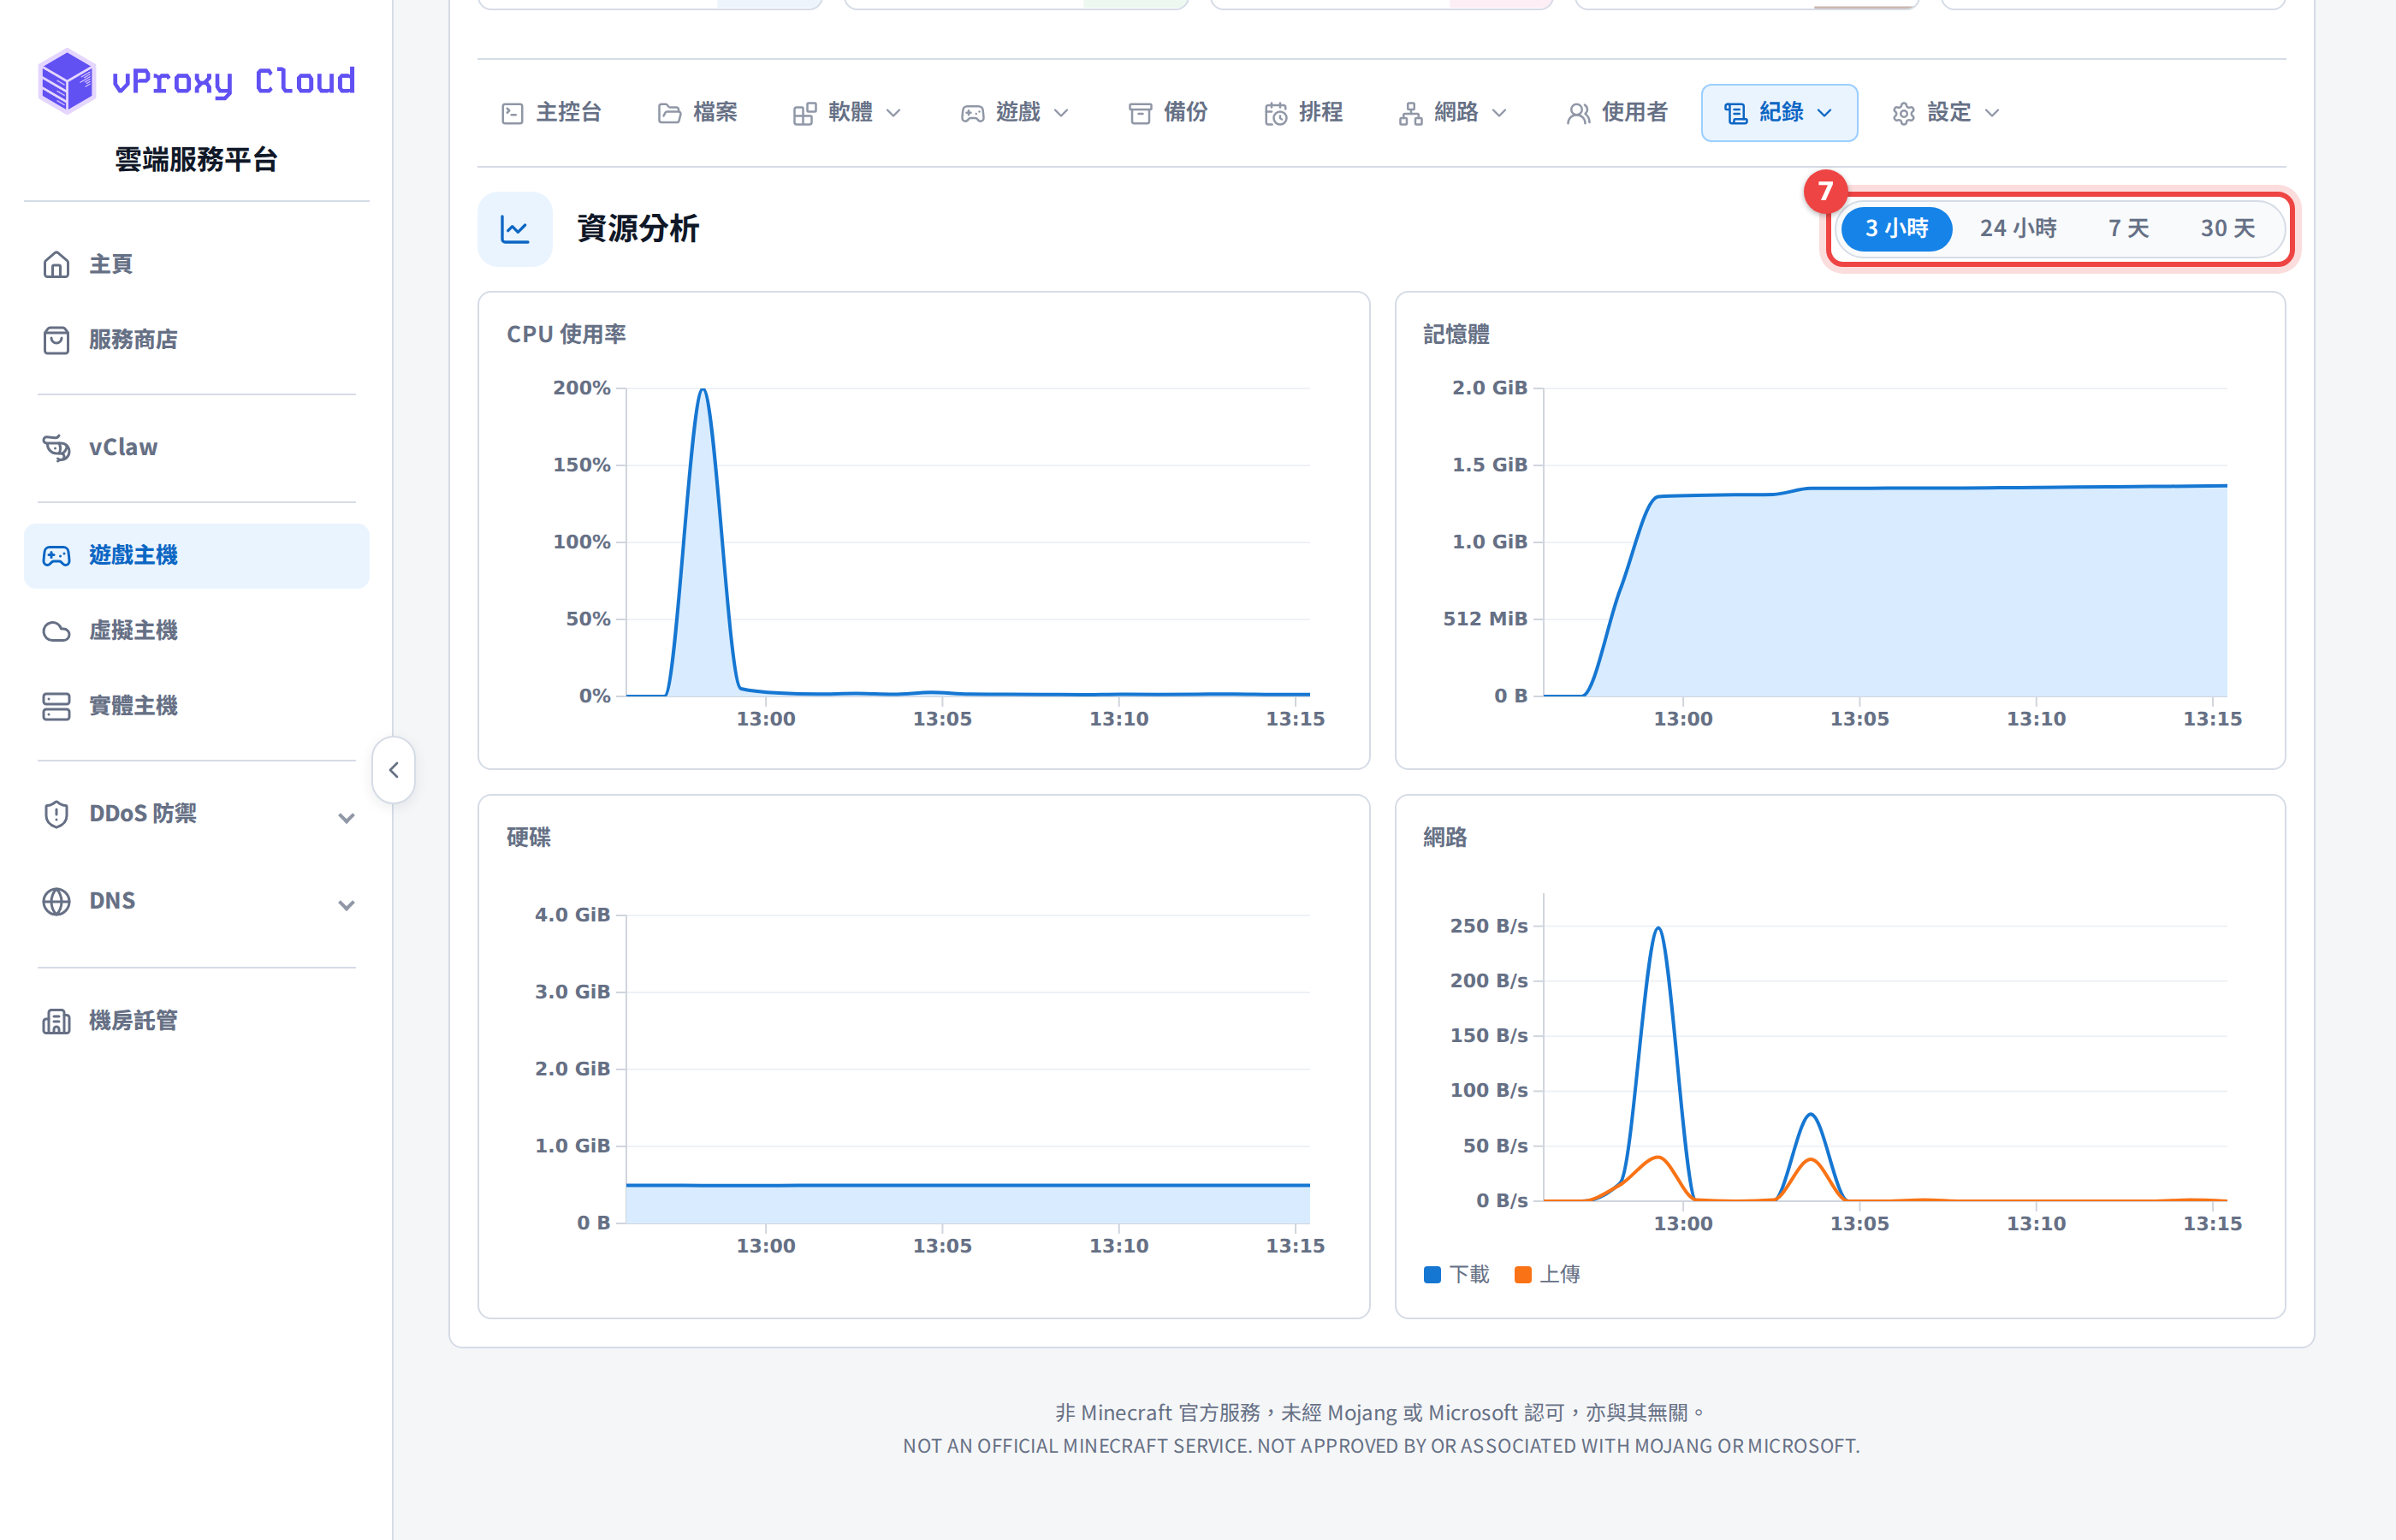 vProxy Cloud
雲端服務平台
主頁
服務商店
vClaw
遊戲主機
虛擬主機
實體主機
DDoS 防禦
DNS
機房託管
主控台 檔案 軟體 遊戲 備份 排程 網路 使用者 紀錄 設定
資源分析
7
3 小時 24 小時 7 天 30 天
CPU 使用率
200%
150%
100%
50%
0%
13:00 13:05 13:10 13:15
記憶體
2.0 GiB
1.5 GiB
1.0 GiB
512 MiB
0 B
13:00 13:05 13:10 13:15
硬碟
4.0 GiB
3.0 GiB
2.0 GiB
1.0 GiB
0 B
13:00 13:05 13:10 13:15
網路
250 B/s
200 B/s
150 B/s
100 B/s
50 B/s
0 B/s
13:00 13:05 13:10 13:15
下載 上傳
非 Minecraft 官方服務，未經 Mojang 或 Microsoft 認可，亦與其無關。
NOT AN OFFICIAL MINECRAFT SERVICE. NOT APPROVED BY OR ASSOCIATED WITH MOJANG OR MICROSOFT.